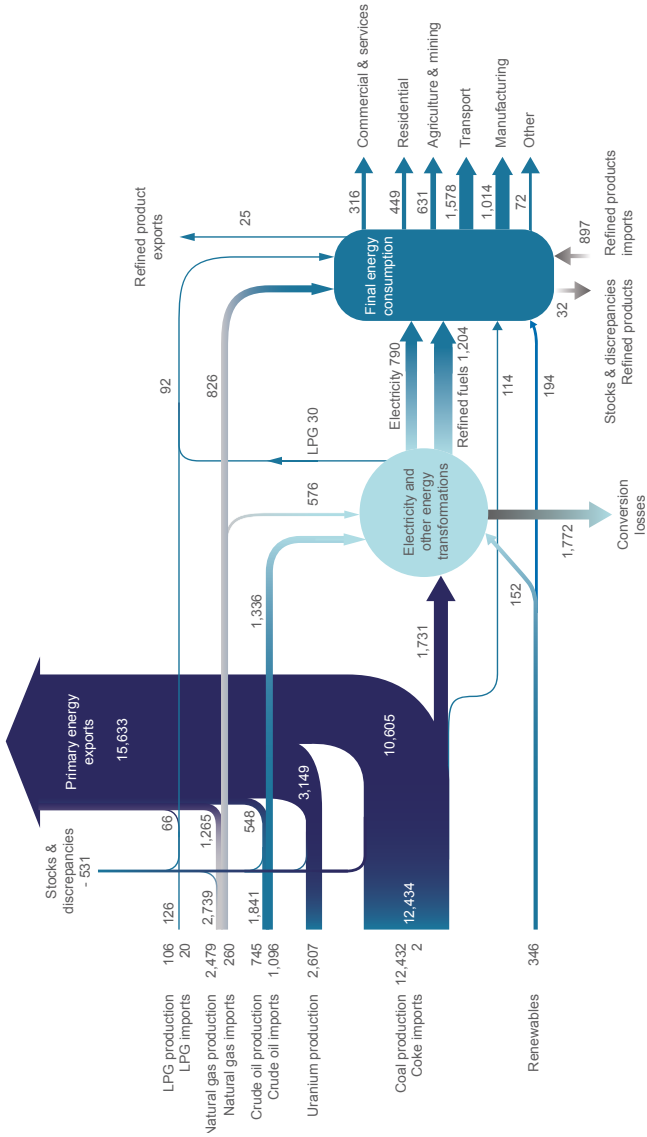 LPG production 106
LPG imports 20
Natural gas production 2,479
Natural gas imports 260
Crude oil production 745
Crude oil imports 1,096
Uranium production 2,607
Coal production 12,432
Coke imports 2
Renewables 346
Stocks &
discrepancies
- 531
126
2,739
1,841
12,434
66
1,265
548
3,149
10,605
Primary energy
exports
15,633
92
826
1,336
576
1,731
152
LPG 30
Electricity and
other energy
transformations
1,772
Conversion
losses
Electricity 790
Refined fuels 1,204
114
194
Refined product
exports
25
Final energy
consumption
32
Stocks & discrepancies
Refined products
897
Refined products
imports
316
Commercial & services
449
Residential
631
Agriculture & mining
1,578
Transport
1,014
Manufacturing
72
Other